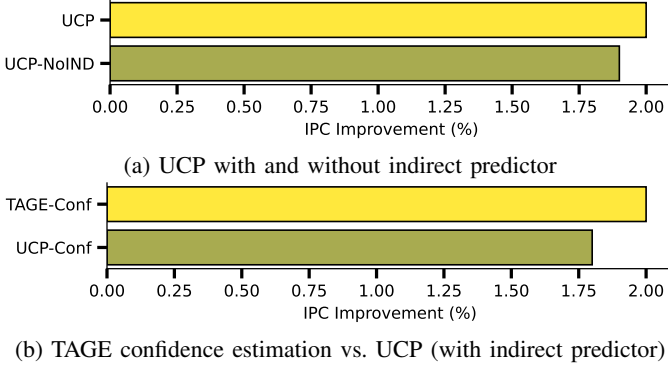 UCP
UCP-NoIND
0.00 0.25 0.50 0.75 1.00 1.25 1.50 1.75 2.00
IPC Improvement (%)
(a) UCP with and without indirect predictor
TAGE-Conf
UCP-Conf
0.00 0.25 0.50 0.75 1.00 1.25 1.50 1.75 2.00
IPC Improvement (%)
(b) TAGE confidence estimation vs. UCP (with indirect predictor)